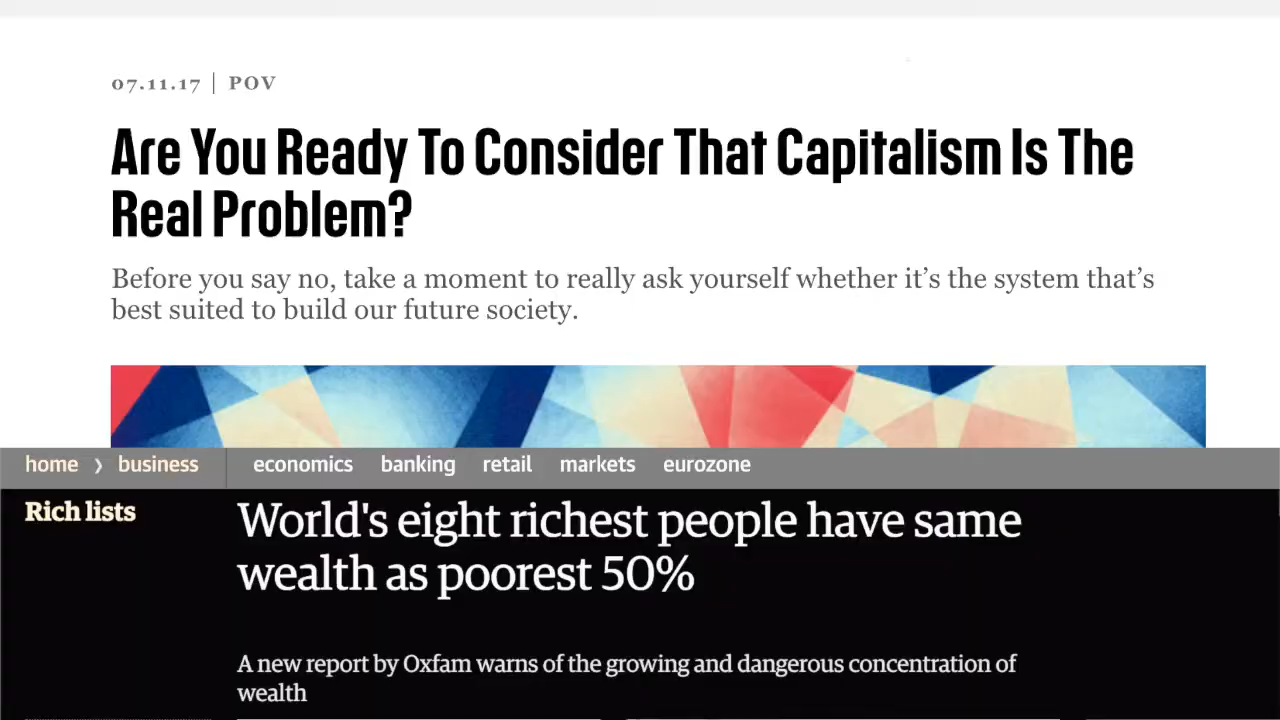 07.11.17 | POV
Are You Ready To Consider That Capitalism Is The
Real Problem?
Before you say no, take a moment to really ask yourself whether it’s the system that’s
best suited to build our future society.
home › business economics banking retail markets eurozone
Rich lists
World's eight richest people have same
wealth as poorest 50%
A new report by Oxfam warns of the growing and dangerous concentration of
wealth